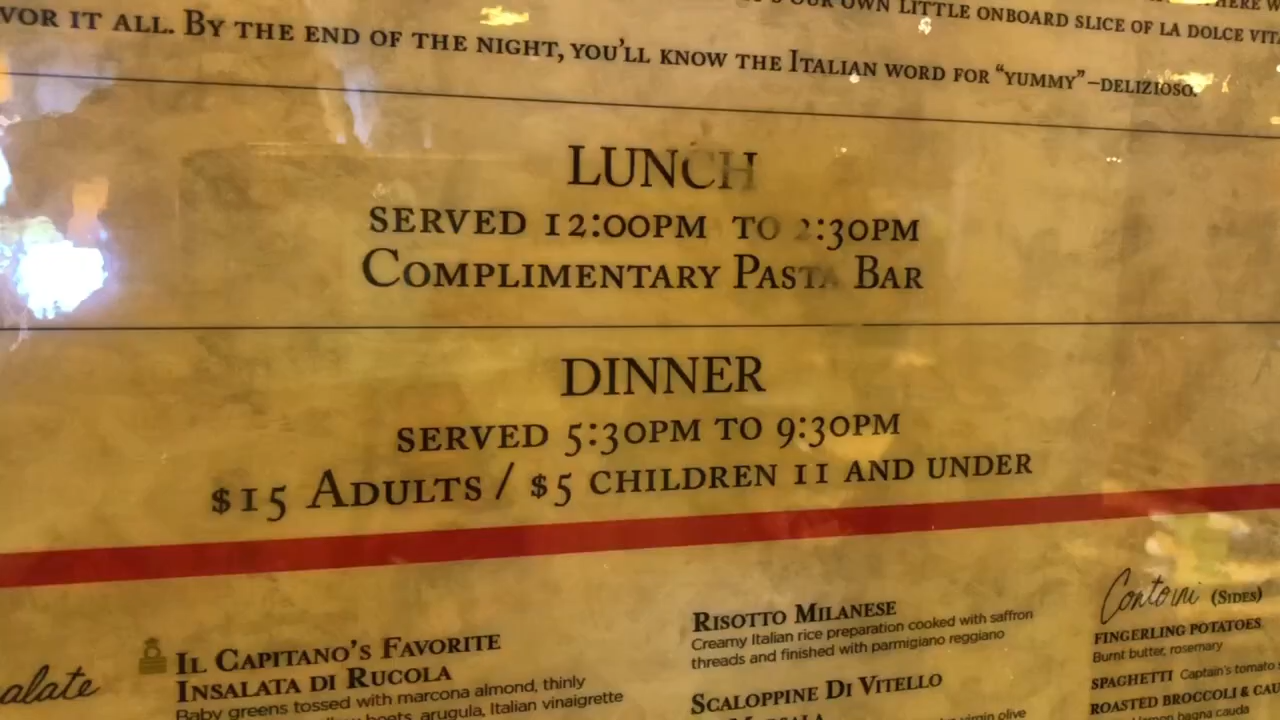 OUR OWN LITTLE ONBOARD SLICE OF LA DOLCE
IT ALL. BY THE END OF THE NIGHT, YOU'LL KNOW THE ITALIAN WORD FOR "YUMMY"—DELIZIOSO.
LUNCH
SERVED 12:00PM TO 2:30PM
COMPLIMENTARY PASTA BAR
DINNER
SERVED 5:30PM TO 9:30PM
$15 ADULTS / $5 CHILDREN 11 AND UNDER
IL CAPITANO'S FAVORITE
INSALATA DI RUCOLA
Baby greens tossed with marcona almond, thinly
beets, arugula, Italian vinaigrette
RISOTTO MILANESE
Creamy Italian rice preparation cooked with saffron
threads and finished with parmigiano reggiano
SCALOPPINE DI VITELLO
virgin olive
Contorni (SIDES)
FINGERLING POTATOES
Burnt butter, rosemary
SPAGHETTI Captain's tomato
ROASTED BROCCOLI &
bagna cauda